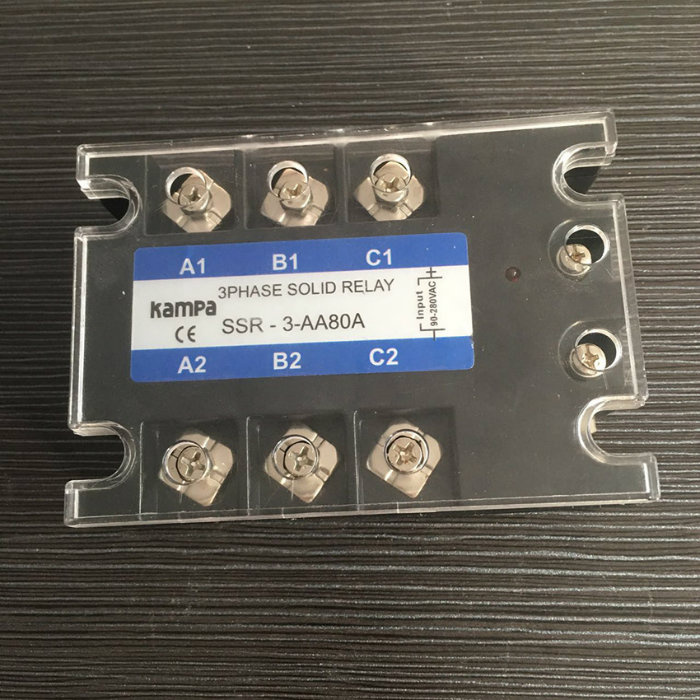 A1 B1 C1
3PHASE SOLID RELAY
KAMPA
CE
SSR - 3-AA80A
Input
90-280VAC
+
-
A2 B2 C2